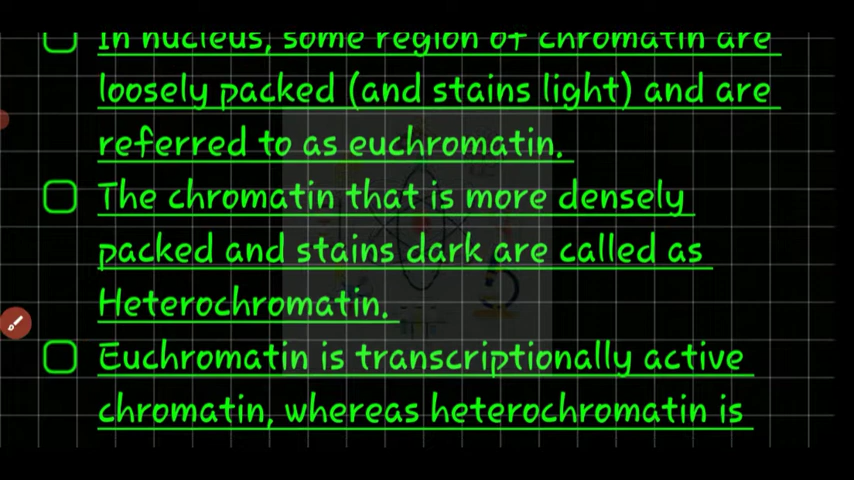 In nucleus, some region of chromatin are
loosely packed (and stains light) and are
referred to as euchromatin.
The chromatin that is more densely
packed and stains dark are called as
Heterochromatin.
Euchromatin is transcriptionally active
chromatin, whereas heterochromatin is